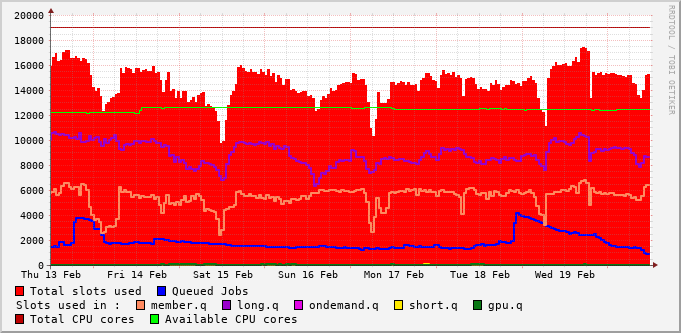 20000
18000
16000
14000
12000
10000
8000
6000
4000
2000
0
Thu 13 Feb Fri 14 Feb Sat 15 Feb Sun 16 Feb Mon 17 Feb Tue 18 Feb Wed 19 Feb
Total slots used Queued Jobs
Slots used in : member.q long.q ondemand.q short.q gpu.q
Total CPU cores Available CPU cores
RRDTOOL / TOBI OETIKER